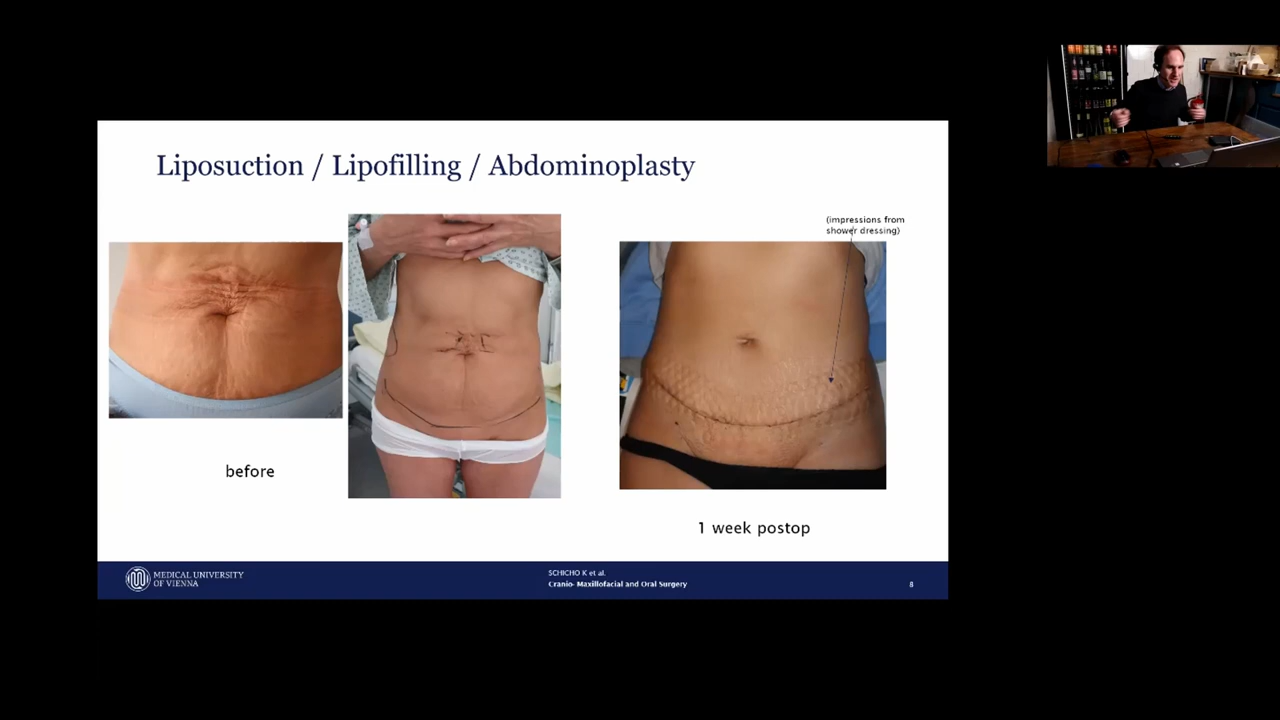 Liposuction / Lipofilling / Abdominoplasty
(impressions from
shower dressing)
before
1 week postop
MEDICAL UNIVERSITY
OF VIENNA
SCHICHO K et al.
Cranio- Maxillofacial and Oral Surgery
8